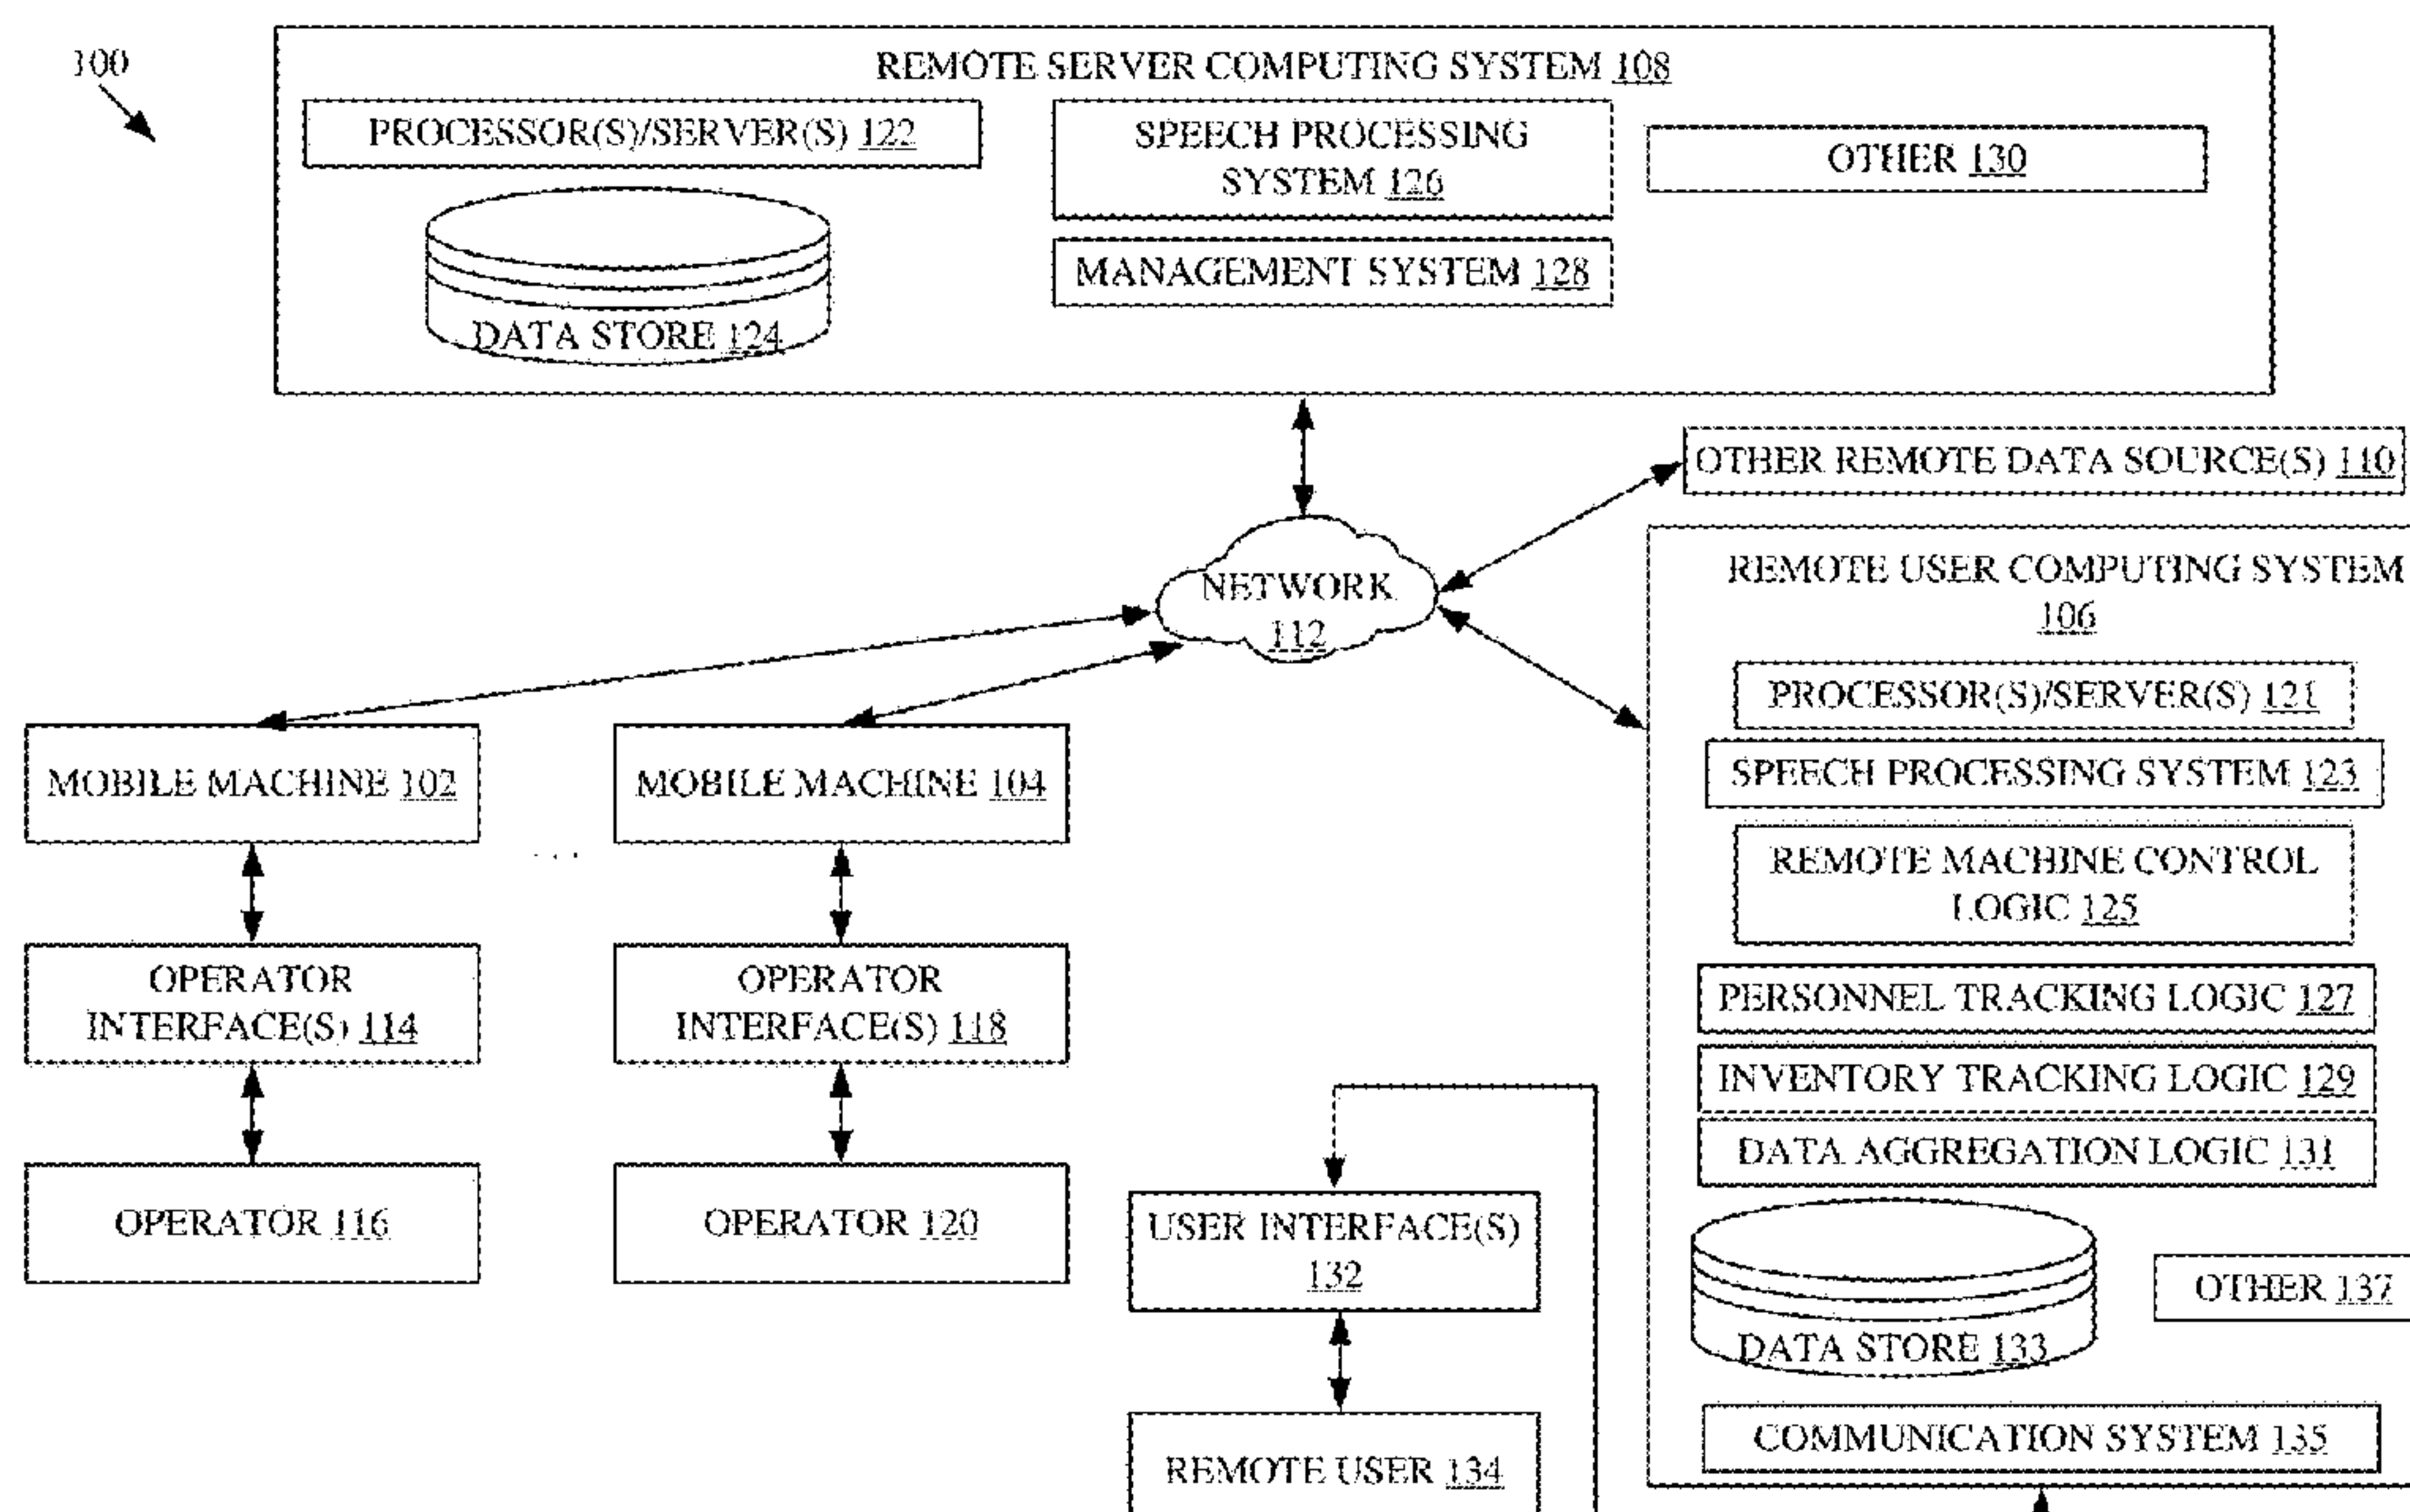 100
REMOTE SERVER COMPUTING SYSTEM 108
PROCESSOR(S)/SERVER(S) 122
DATA STORE 124
SPEECH PROCESSING
SYSTEM 126
MANAGEMENT SYSTEM 128
OTHER 130
OTHER REMOTE DATA SOURCE(S) 110
NETWORK
112
MOBILE MACHINE 102
OPERATOR
INTERFACE(S) 114
OPERATOR 116
. . .
MOBILE MACHINE 104
OPERATOR
INTERFACE(S) 118
OPERATOR 120
USER INTERFACE(S)
132
REMOTE USER 134
REMOTE USER COMPUTING SYSTEM
106
PROCESSOR(S)/SERVER(S) 121
SPEECH PROCESSING SYSTEM 123
REMOTE MACHINE CONTROL
LOGIC 125
PERSONNEL TRACKING LOGIC 127
INVENTORY TRACKING LOGIC 129
DATA AGGREGATION LOGIC 131
DATA STORE 133
OTHER 137
COMMUNICATION SYSTEM 135